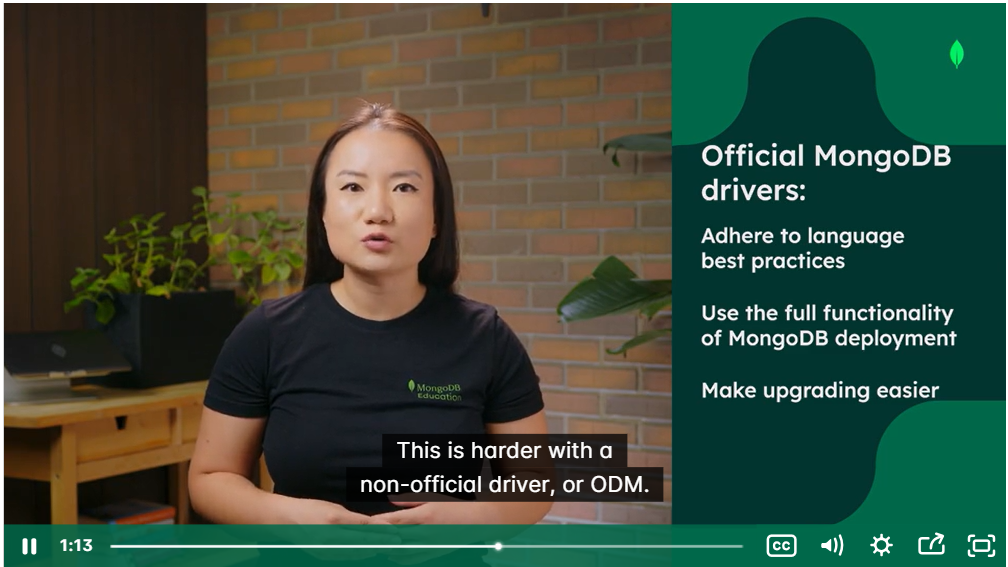 Official MongoDB
drivers:
Adhere to language
best practices
Use the full functionality
of MongoDB deployment
Make upgrading easier
MongoDB
Education
This is harder with a
non-official driver, or ODM.
1:13
CC